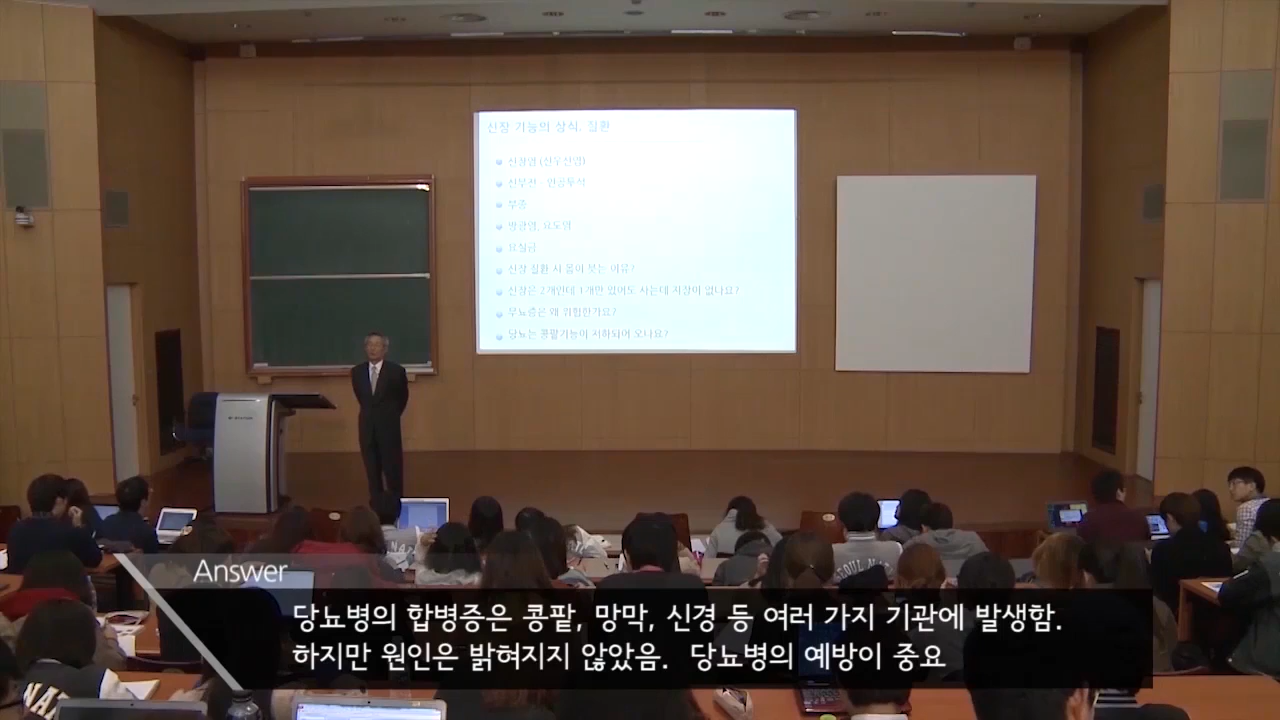 신장 기능의 상식, 질환
신장염 (신우신염)
신부전 - 인공투석
부종
방광염, 요도염
요실금
신장 질환 시 몸이 붓는 이유?
신장은 2개인데 1개만 있어도 사는데 지장이 없나요?
무뇨증은 왜 위험한가요?
당뇨는 콩팥기능이 저하되어 오나요?
Answer
당뇨병의 합병증은 콩팥, 망막, 신경 등 여러 가지 기관에 발생함.
하지만 원인은 밝혀지지 않았음. 당뇨병의 예방이 중요